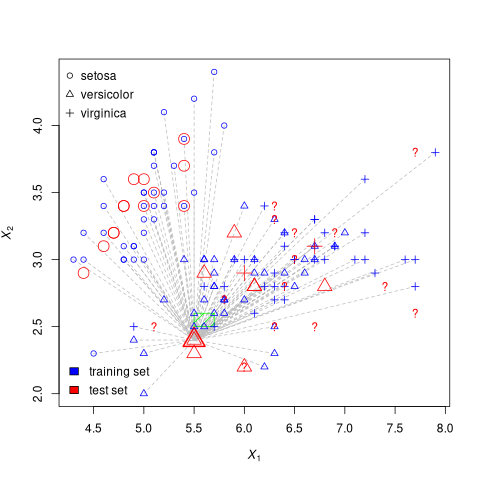 setosa
versicolor
virginica
X2
4.0
3.5
3.0
2.5
2.0
? ? ? ? ? ? ? ? ? ? ? ? ? ?
training set
test set
4.5 5.0 5.5 6.0 6.5 7.0 7.5 8.0
X1